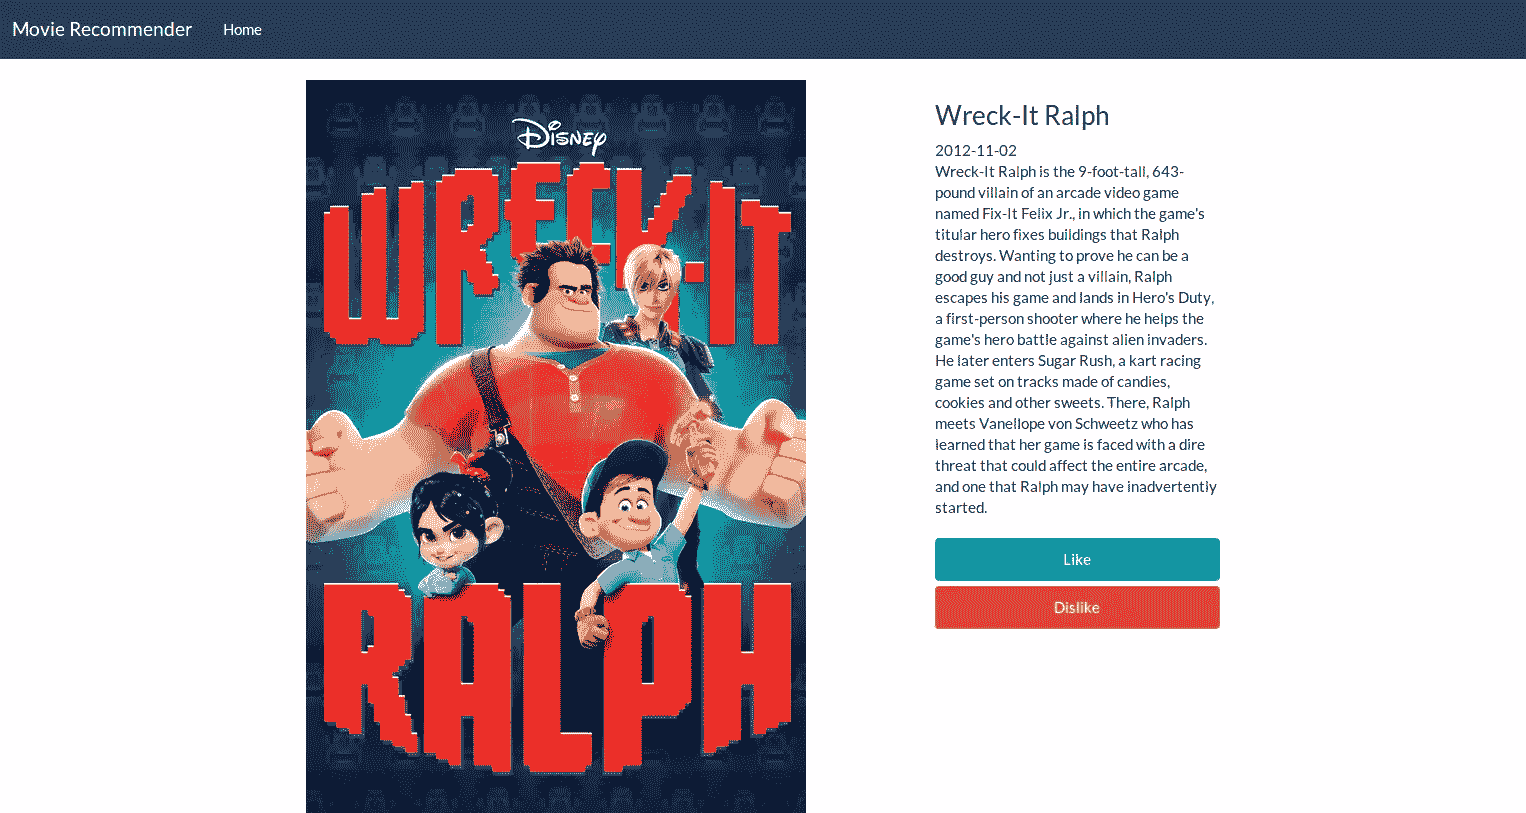 Movie Recommender Home
DISNEY
WRECK-IT
RALPH
Wreck-It Ralph
2012-11-02
Wreck-It Ralph is the 9-foot-tall, 643-
pound villain of an arcade video game
named Fix-It Felix Jr., in which the game's
titular hero fixes buildings that Ralph
destroys. Wanting to prove he can be a
good guy and not just a villain, Ralph
escapes his game and lands in Hero's Duty,
a first-person shooter where he helps the
game's hero battle against alien invaders.
He later enters Sugar Rush, a kart racing
game set on tracks made of candies,
cookies and other sweets. There, Ralph
meets Vanellope von Schweetz who has
learned that her game is faced with a dire
threat that could affect the entire arcade,
and one that Ralph may have inadvertently
started.
Like
Dislike